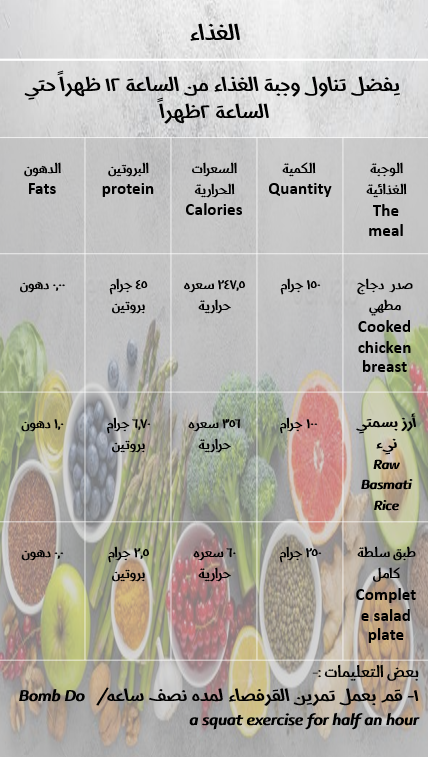 الغذاء
يفضل تناول وجبة الغذاء من الساعة ١٢ ظهراً حتي
الساعة ٢ظهراً
الوجبة الغذائية The meal
الكمية Quantity
السعرات الحرارية Calories
البروتين protein
الدهون Fats
صدر دجاج مطهي Cooked chicken breast
١٥٠ جرام
٢٤٧,٥ سعره حرارية
٤٥ جرام بروتين
٠,٠٠ دهون
أرز بسمتي نيء Raw Basmati Rice
١٠٠ جرام
٣٥٦ سعره حرارية
٦,٧٠ جرام بروتين
١,٠ دهون
طبق سلطة كامل Complete salad plate
٢٥٠ جرام
٦٠ سعره حرارية
٢,٥ جرام بروتين
٠,٠ دهون
بعض التعليمات :-
١- قم بعمل تمرين القرفصاء لمده نصف ساعه/ Bomb Do
a squat exercise for half an hour